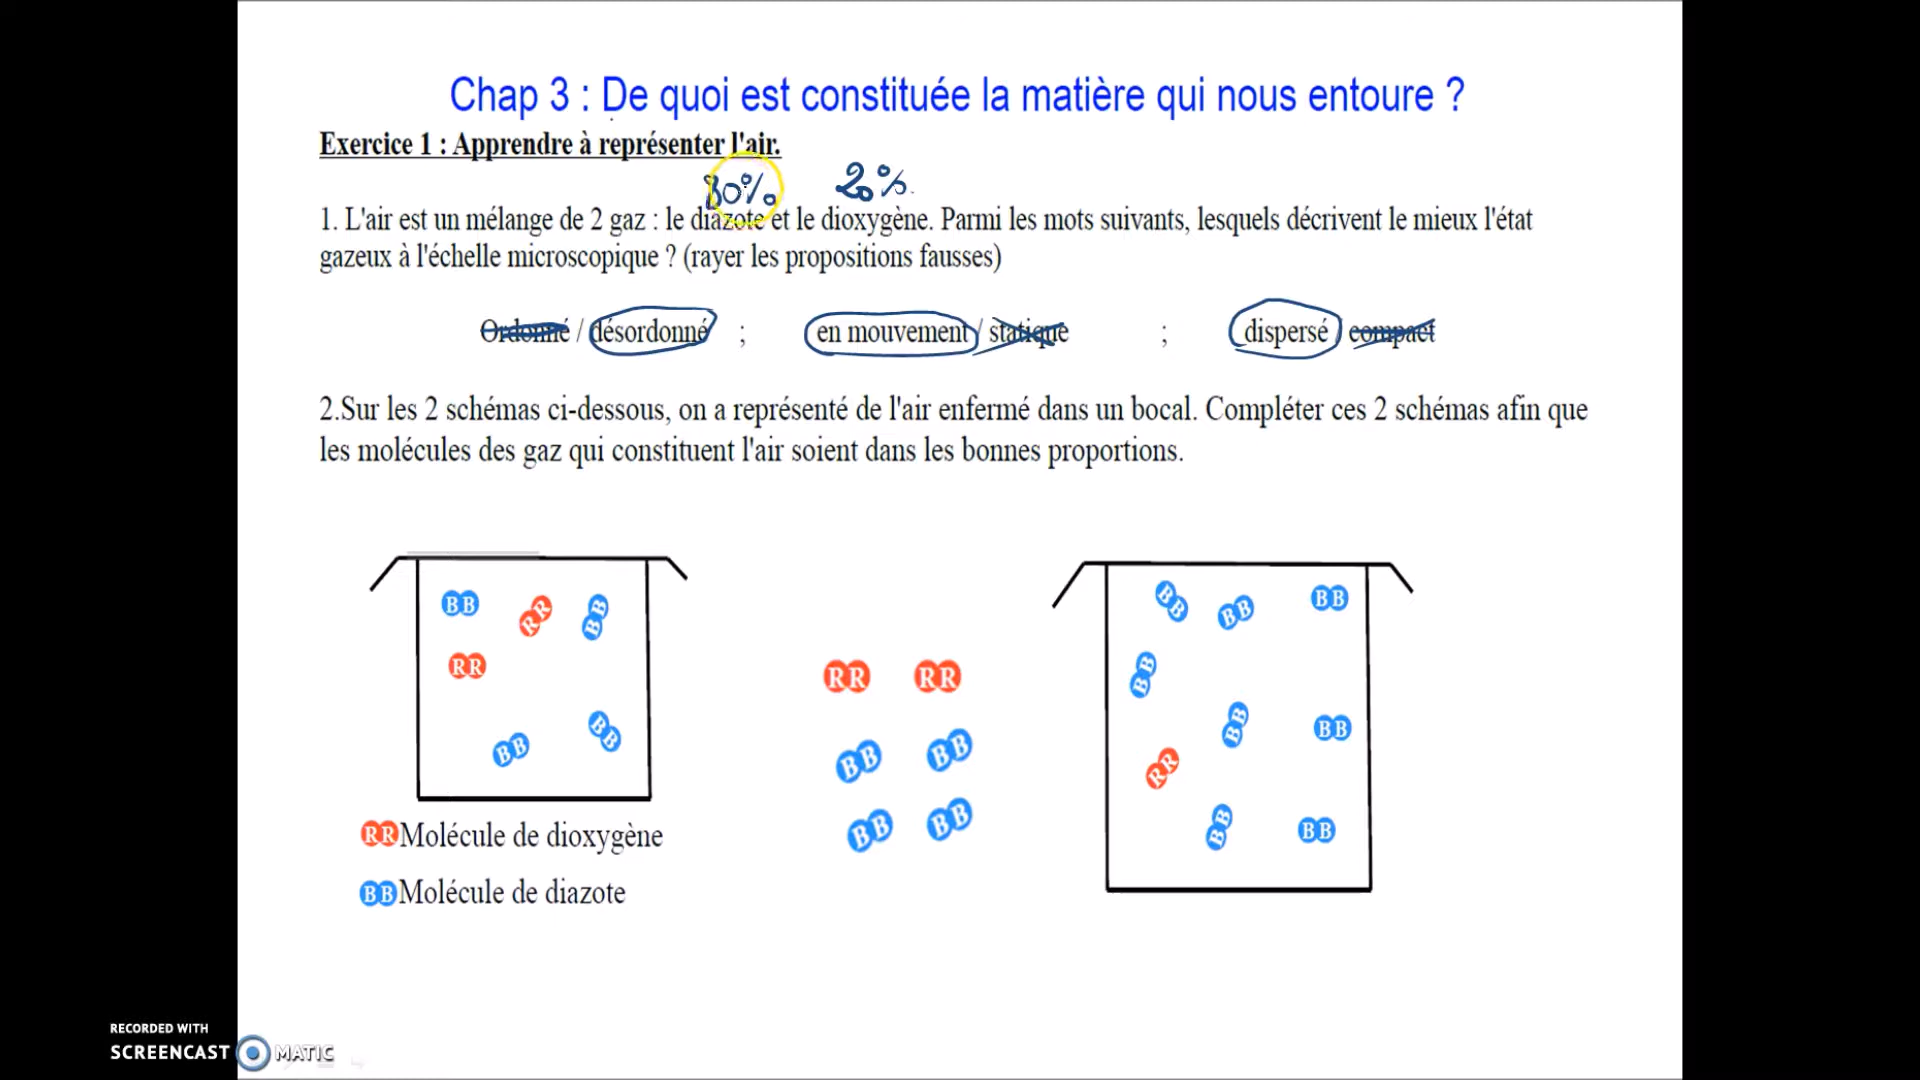 Chap 3 : De quoi est constituée la matière qui nous entoure ?
Exercice 1 : Apprendre à représenter l'air.
80% 20%
1. L'air est un mélange de 2 gaz : le diazote et le dioxygène. Parmi les mots suivants, lesquels décrivent le mieux l'état
gazeux à l'échelle microscopique ? (rayer les propositions fausses)
Ordonné / désordonné ; en mouvement / statique ; dispersé / compact
2.Sur les 2 schémas ci-dessous, on a représenté de l'air enfermé dans un bocal. Compléter ces 2 schémas afin que
les molécules des gaz qui constituent l'air soient dans les bonnes proportions.
BB RR BB
RR
BB BB
RR Molécule de dioxygène
BB Molécule de diazote
RR RR
BB BB
BB BB
BB BB BB
BB
BB BB
RR
BB BB
RECORDED WITH
SCREENCAST MATIC